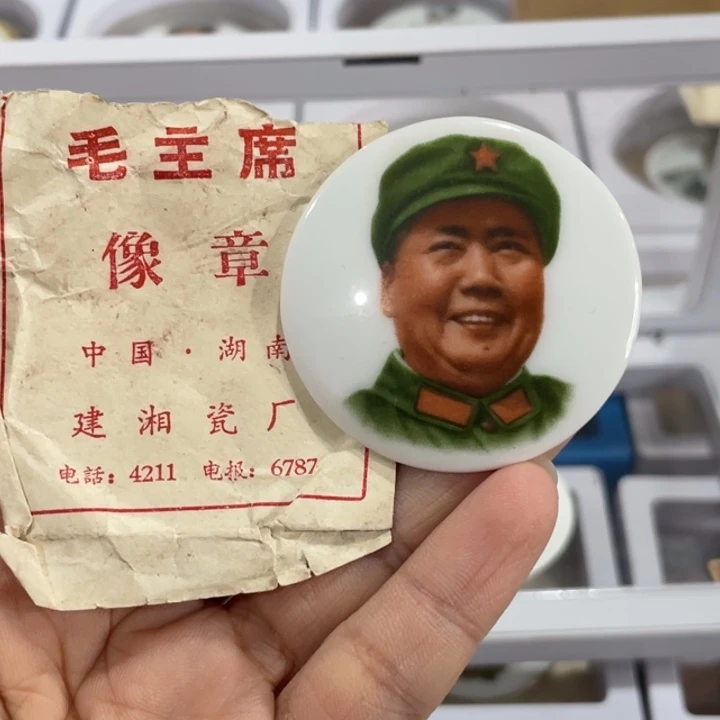 毛主席
像章
中国·湖南
建湘瓷厂
电話：4211 电报：6787